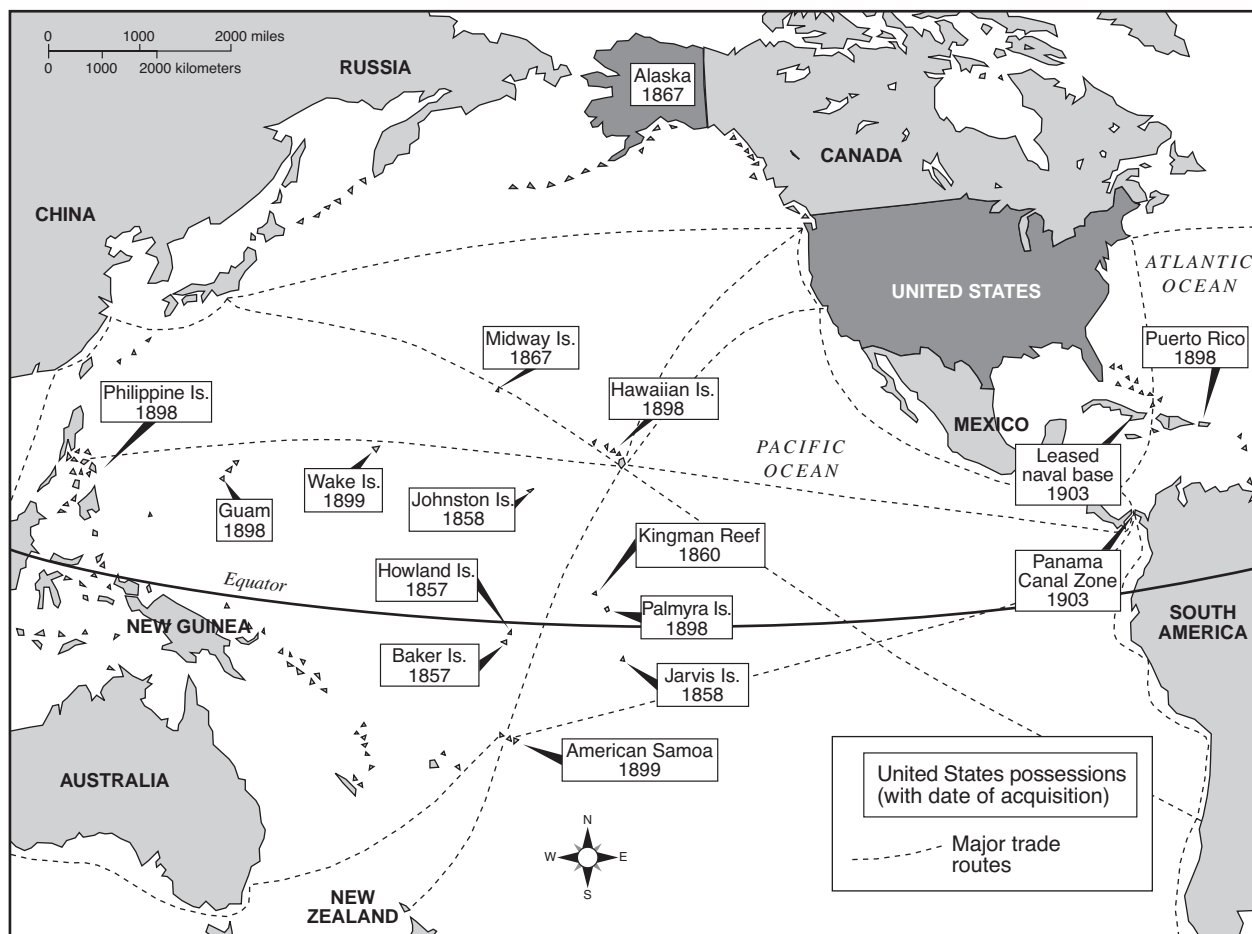 0 1000 2000 miles
0 1000 2000 kilometers
RUSSIA
Alaska
1867
CANADA
CHINA
ATLANTIC
OCEAN
UNITED STATES
Midway Is.
1867
Puerto Rico
1898
Philippine Is.
1898
Hawaiian Is.
1898
MEXICO
PACIFIC
OCEAN
Leased
naval base
1903
Wake Is.
1899
Guam
1898
Johnston Is.
1858
Kingman Reef
1860
Panama
Canal Zone
1903
Equator
Howland Is.
1857
NEW GUINEA
Palmyra Is.
1898
SOUTH
AMERICA
Baker Is.
1857
Jarvis Is.
1858
American Samoa
1899
AUSTRALIA
United States possessions
(with date of acquisition)
Major trade
routes
N
W E
S
NEW
ZEALAND